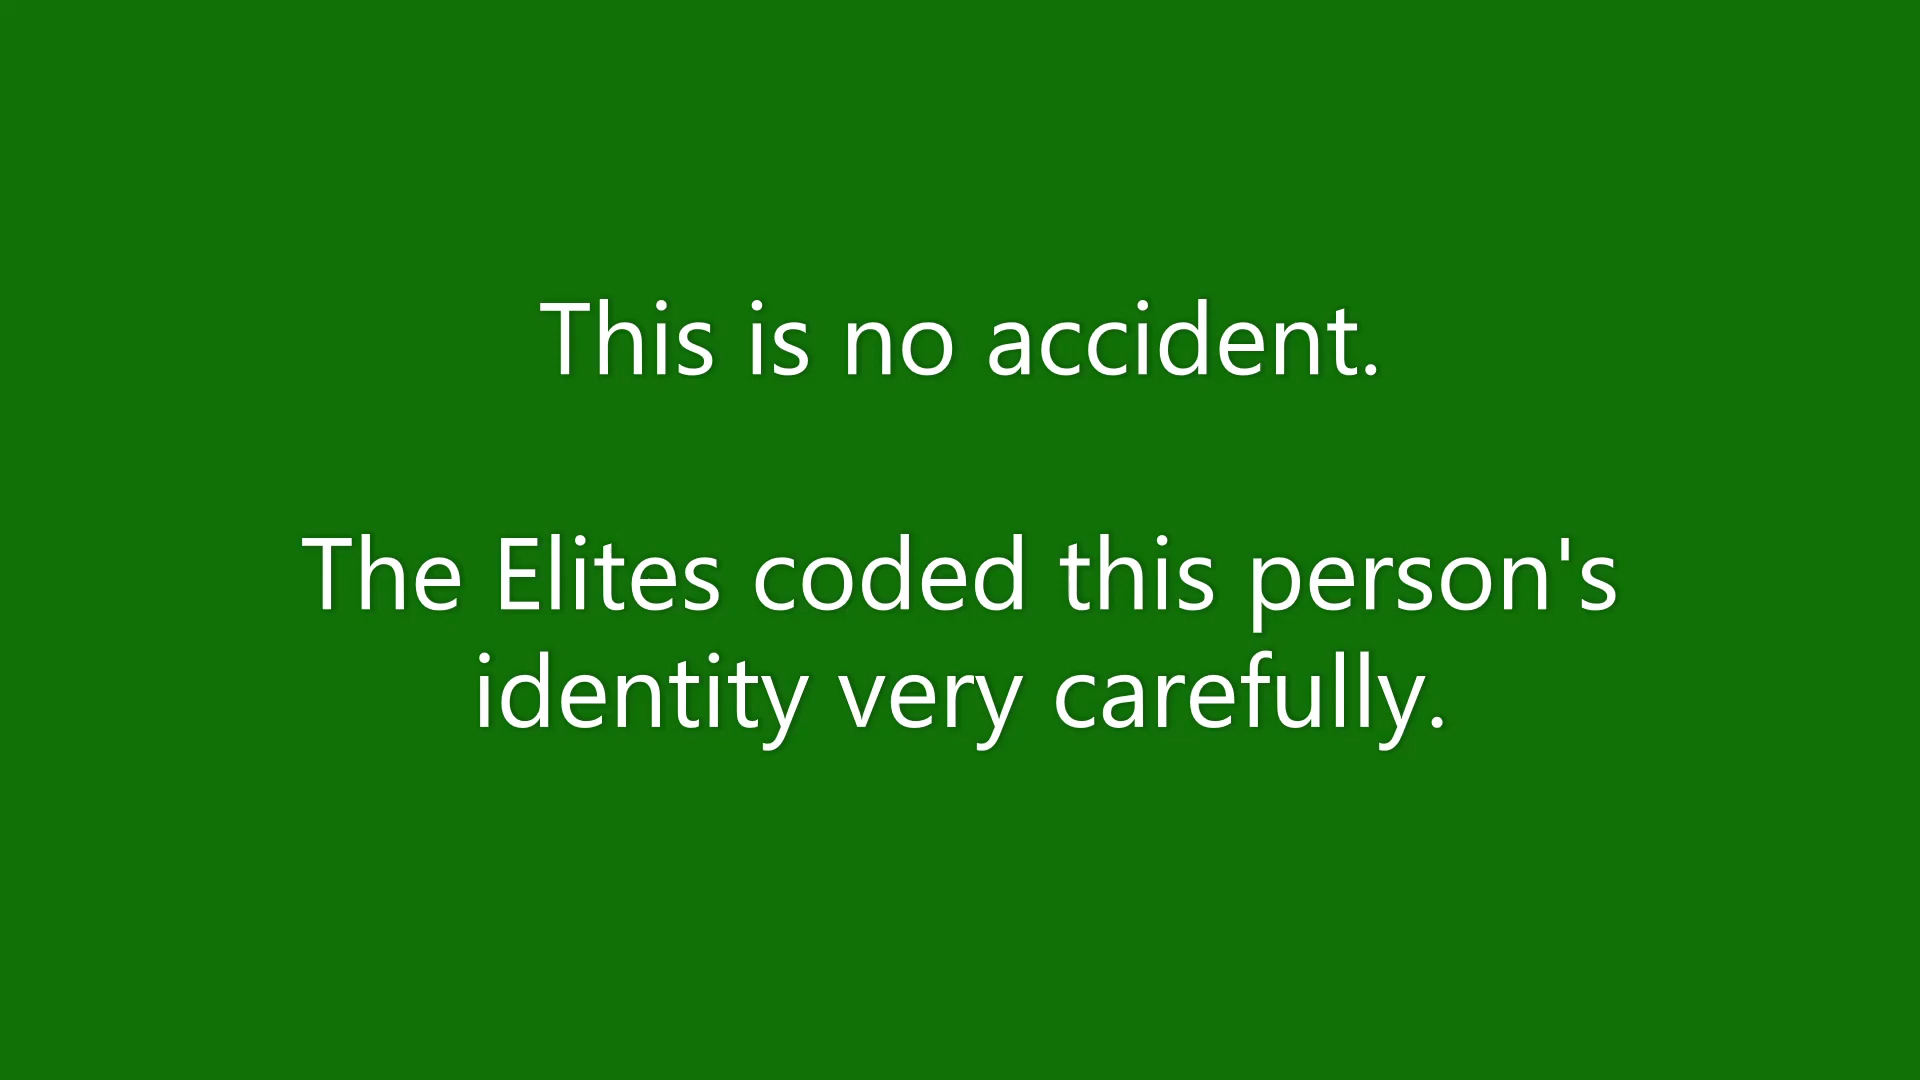 This is no accident.
The Elites coded this person's
identity very carefully.